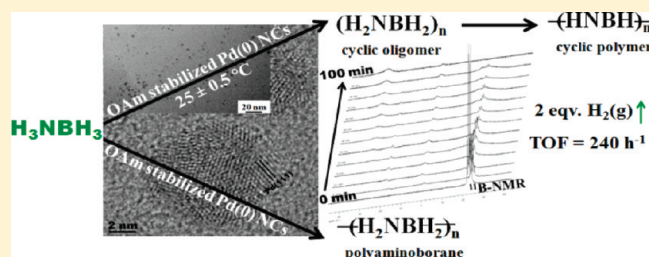 (H₂NBH₂)n
cyclic oligomer
(HNBH)n
cyclic polymer
OAm stabilized Pd(0) NCs
25 ± 0.5 °C
20 nm
100 min
H₃NBH₃
2 eqv. H₂(g)
TOF = 240 h⁻¹
OAm stabilized Pd(0) NCs
11B-NMR
0 min
2 nm
(H₂NBH₂)n
polyaminoborane